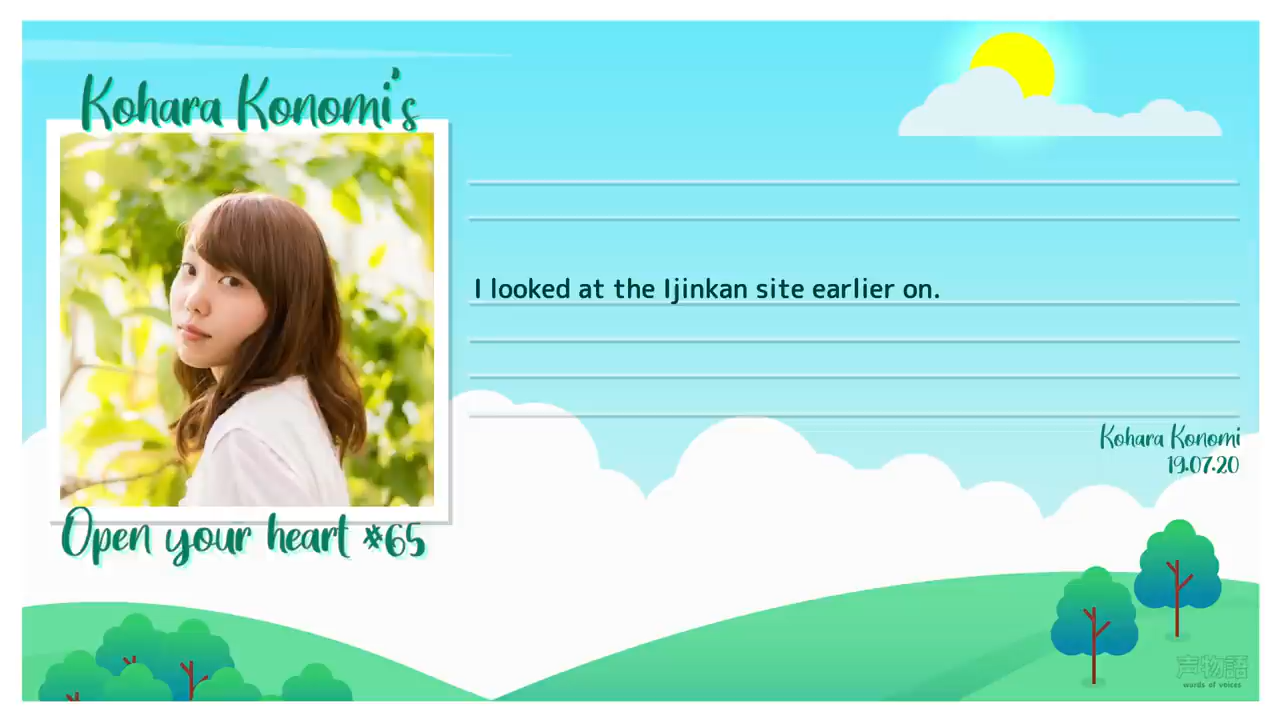 Kohara Konomi's
I looked at the Ijinkan site earlier on.
Kohara Konomi
19.07.20
Open your heart #65
声物語
words of voices